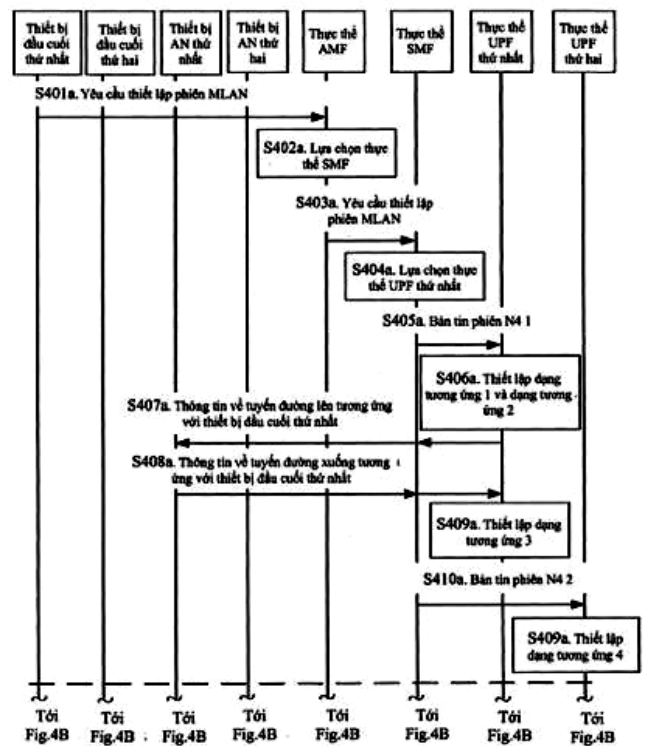 Thiết bị
đầu cuối
thứ nhất
Thiết bị
đầu cuối
thứ hai
Thiết bị
AN thứ
nhất
Thiết bị
AN thứ
hai
Thực thể
AMF
Thực thể
SMF
Thực thể
UPF
thứ nhất
Thực thể
UPF
thứ hai
S401a. Yêu cầu thiết lập phiên MLAN
S402a. Lựa chọn thực
thể SMF
S403a. Yêu cầu thiết lập
phiên MLAN
S404a. Lựa chọn thực
thể UPF thứ nhất
S405a. Bản tin phiên N4 1
S406a. Thiết lập dạng
tương ứng 1 và dạng tương
ứng 2
S407a. Thông tin về tuyến đường lên tương ứng
với thiết bị đầu cuối thứ nhất
S408a. Thông tin về tuyến đường xuống tương
ứng với thiết bị đầu cuối thứ nhất
S409a. Thiết lập dạng
tương ứng 3
S410a. Bản tin phiên N4 2
S409a. Thiết lập
dạng tương ứng 4
Tới
Fig.4B
Tới
Fig.4B
Tới
Fig.4B
Tới
Fig.4B
Tới
Fig.4B
Tới
Fig.4B
Tới
Fig.4B
Tới
Fig.4B